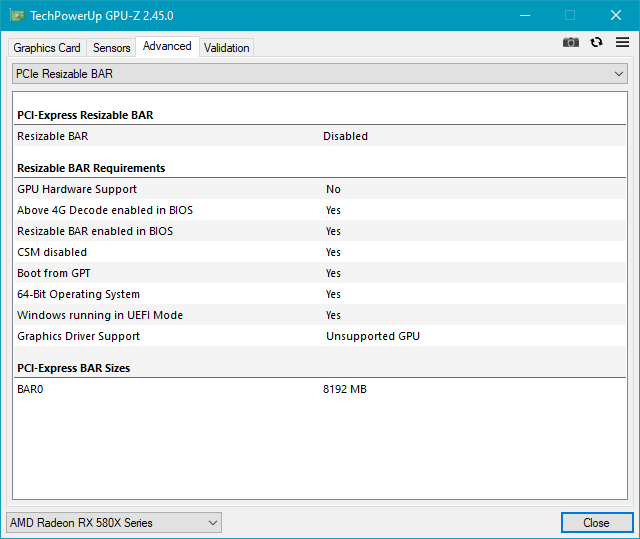 TechPowerUp GPU-Z 2.45.0
Graphics Card Sensors Advanced Validation
PCIe Resizable BAR
PCI-Express Resizable BAR
Resizable BAR Disabled
Resizable BAR Requirements
GPU Hardware Support No
Above 4G Decode enabled in BIOS Yes
Resizable BAR enabled in BIOS Yes
CSM disabled Yes
Boot from GPT Yes
64-Bit Operating System Yes
Windows running in UEFI Mode Yes
Graphics Driver Support Unsupported GPU
PCI-Express BAR Sizes
BAR0 8192 MB
AMD Radeon RX 580X Series Close